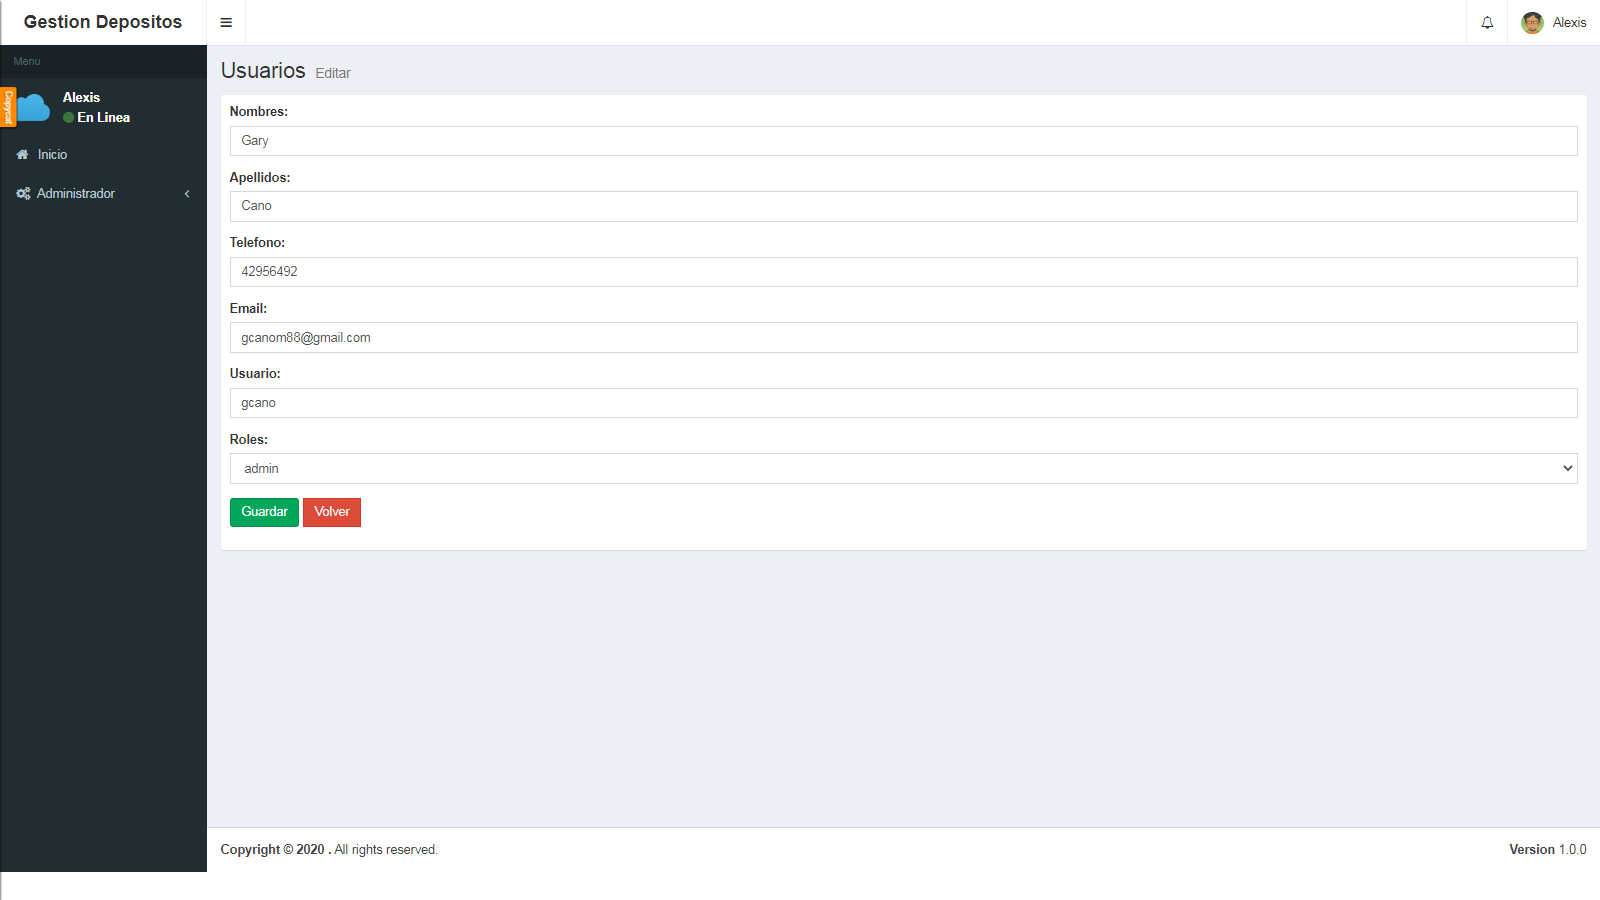 Gestion Depositos
Alexis
Menu
Copycat
Alexis
En Linea
Inicio
Administrador
Usuarios Editar
Nombres:
Gary
Apellidos:
Cano
Telefono:
42956492
Email:
gcanom88@gmail.com
Usuario:
gcano
Roles:
admin
Guardar Volver
Copyright © 2020 . All rights reserved. Version 1.0.0